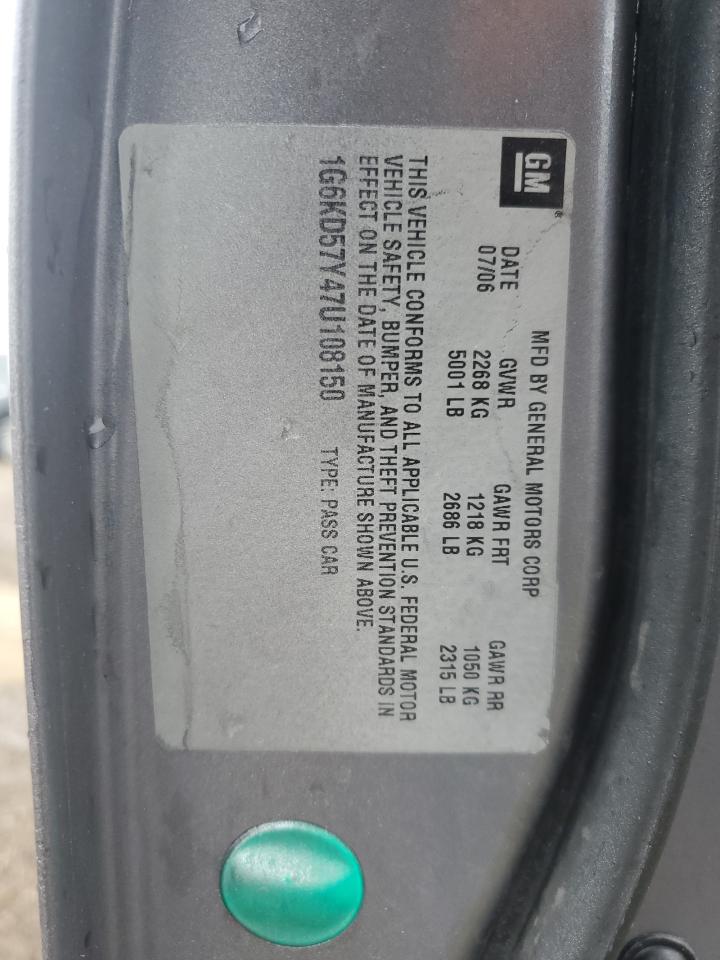 GM
MFD BY GENERAL MOTORS CORP
DATE GVWR GAWR FRT GAWR RR
07/06 2268 KG 1218 KG 1050 KG
5001 LB 2686 LB 2315 LB
THIS VEHICLE CONFORMS TO ALL APPLICABLE U.S. FEDERAL MOTOR
VEHICLE SAFETY, BUMPER, AND THEFT PREVENTION STANDARDS IN
EFFECT ON THE DATE OF MANUFACTURE SHOWN ABOVE.
1G6KD57Y47U108150 TYPE: PASS CAR